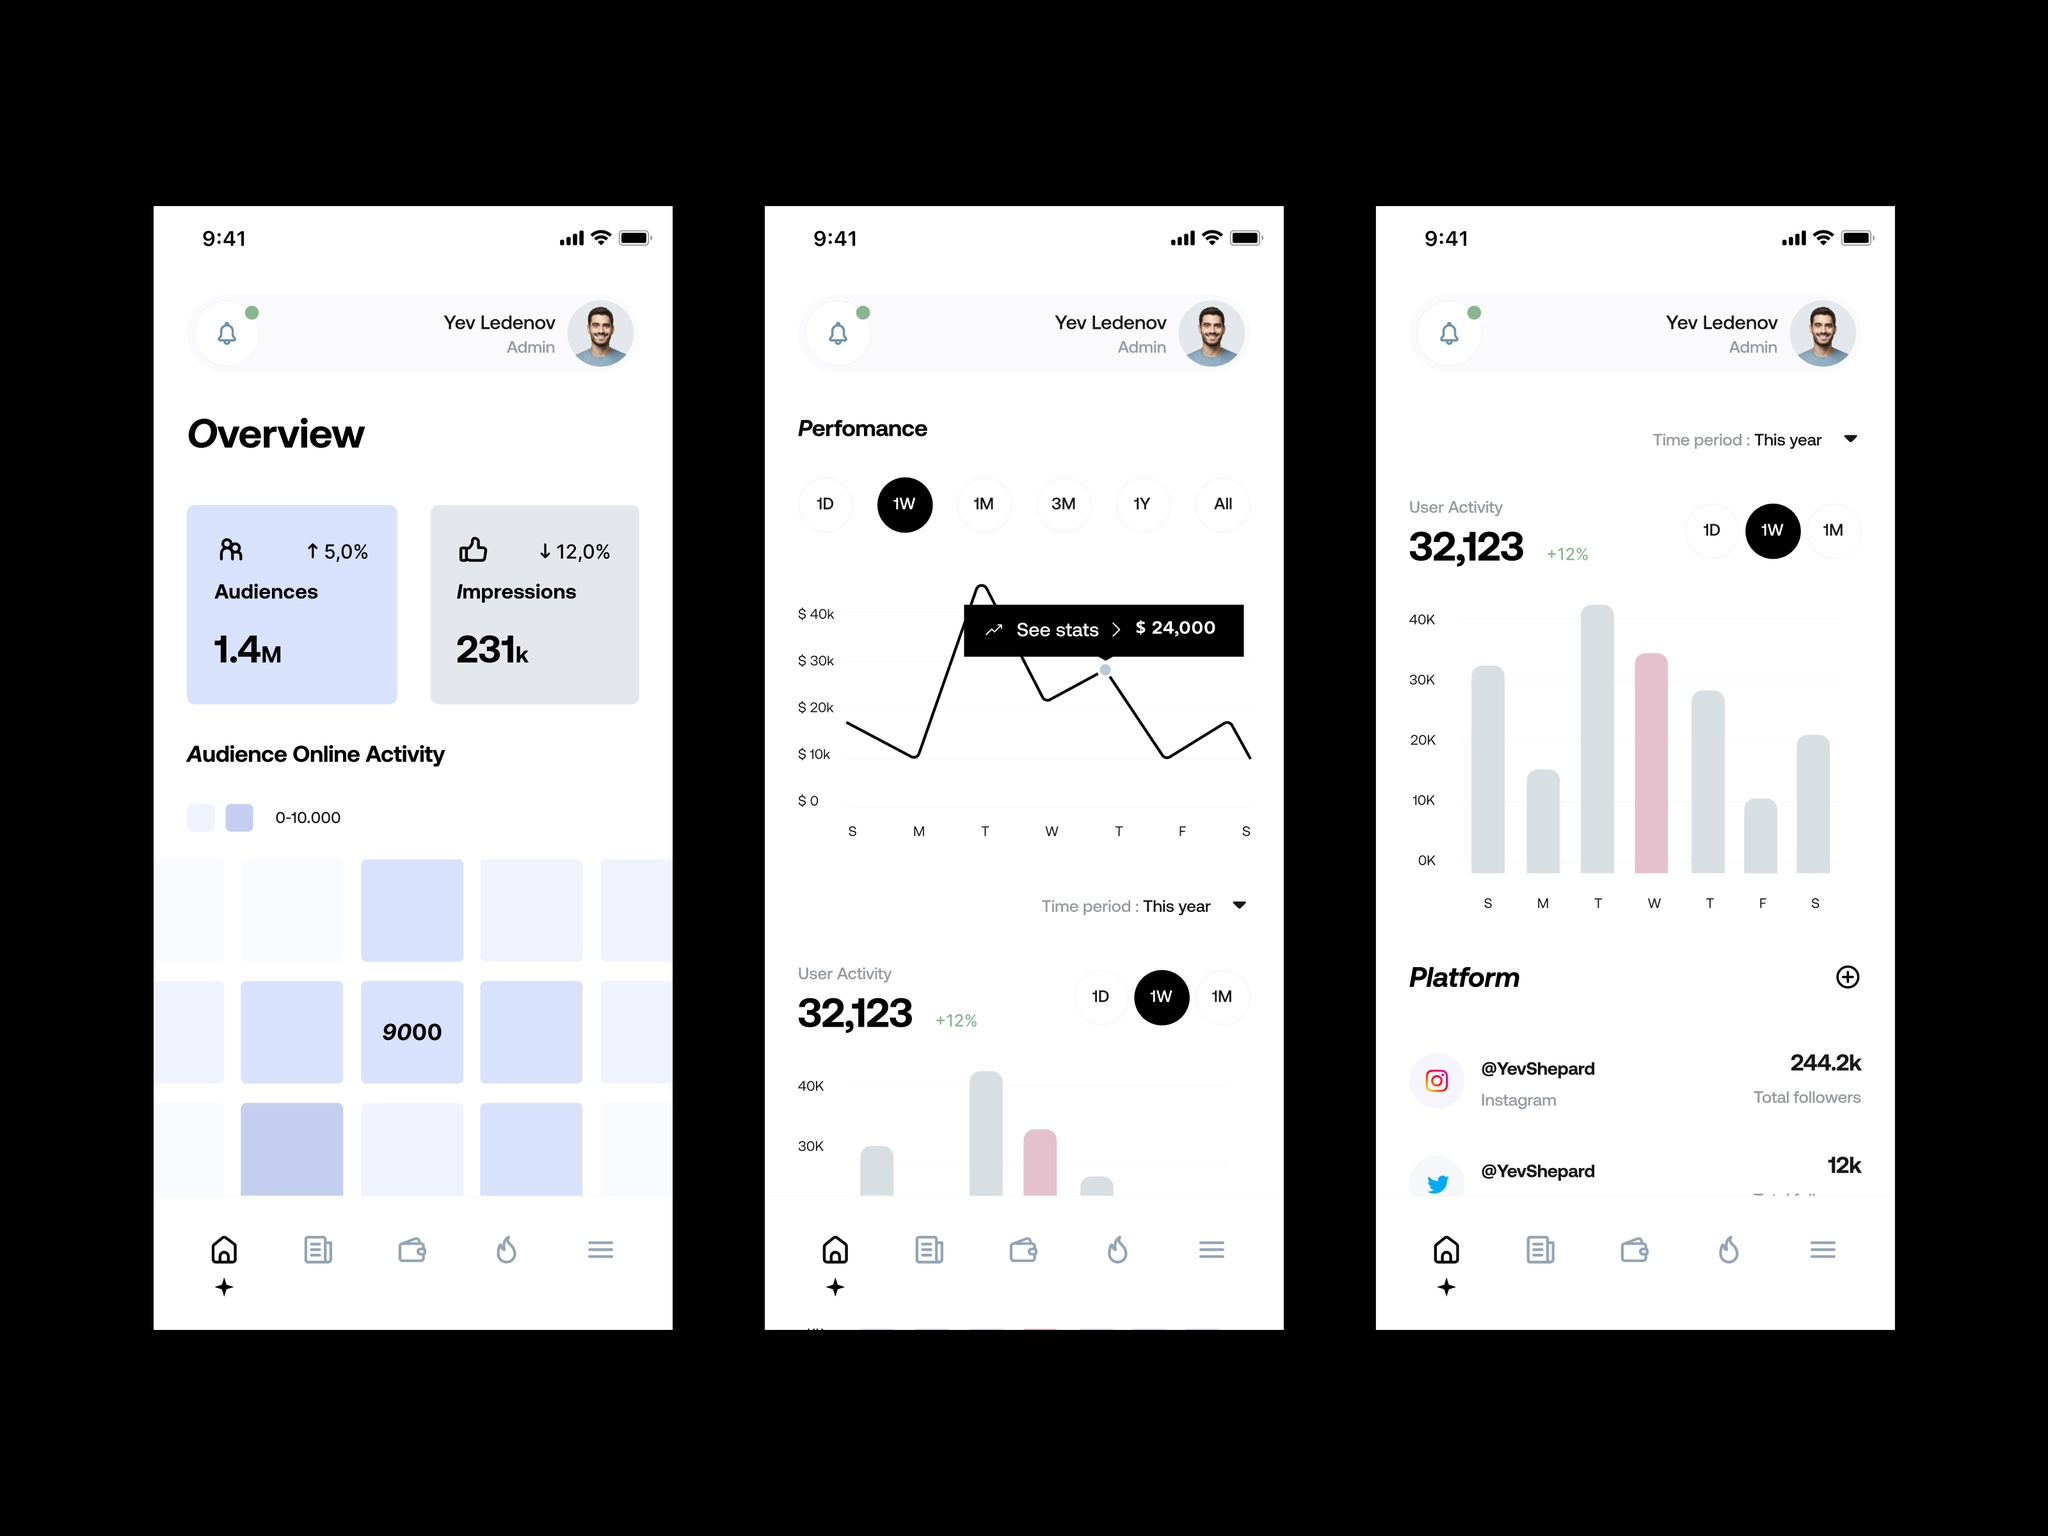 9:41
Yev Ledenov
Admin
Overview
↑ 5,0%
Audiences
1.4M
↓ 12,0%
Impressions
231k
Audience Online Activity
0-10.000
9000
9:41
Yev Ledenov
Admin
Perfomance
1D 1W 1M 3M 1Y All
$ 40k
$ 30k
$ 20k
$ 10k
$ 0
See stats > $ 24,000
S M T W T F S
Time period : This year
User Activity
32,123 +12%
1D 1W 1M
40K
30K
9:41
Yev Ledenov
Admin
Time period : This year
User Activity
32,123 +12%
1D 1W 1M
40K
30K
20K
10K
0K
S M T W T F S
Platform
@YevShepard
Instagram
244.2k
Total followers
@YevShepard
12k